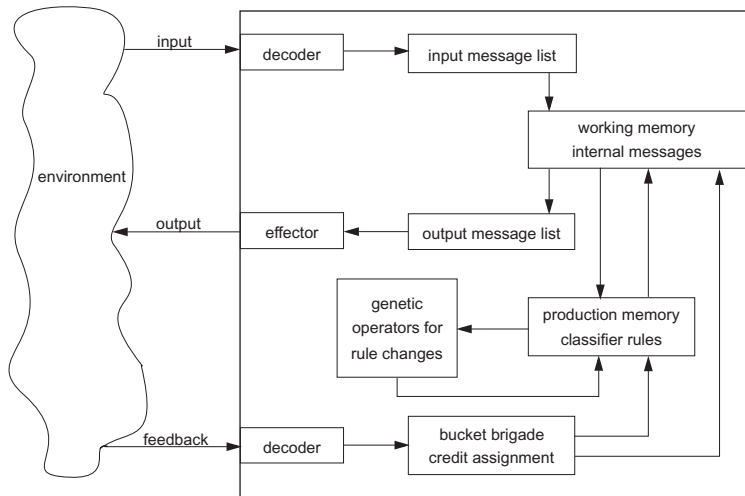 input
decoder
input message list
working memory
internal messages
environment
output
effector
output message list
genetic
operators for
rule changes
production memory
classifier rules
feedback
decoder
bucket brigade
credit assignment